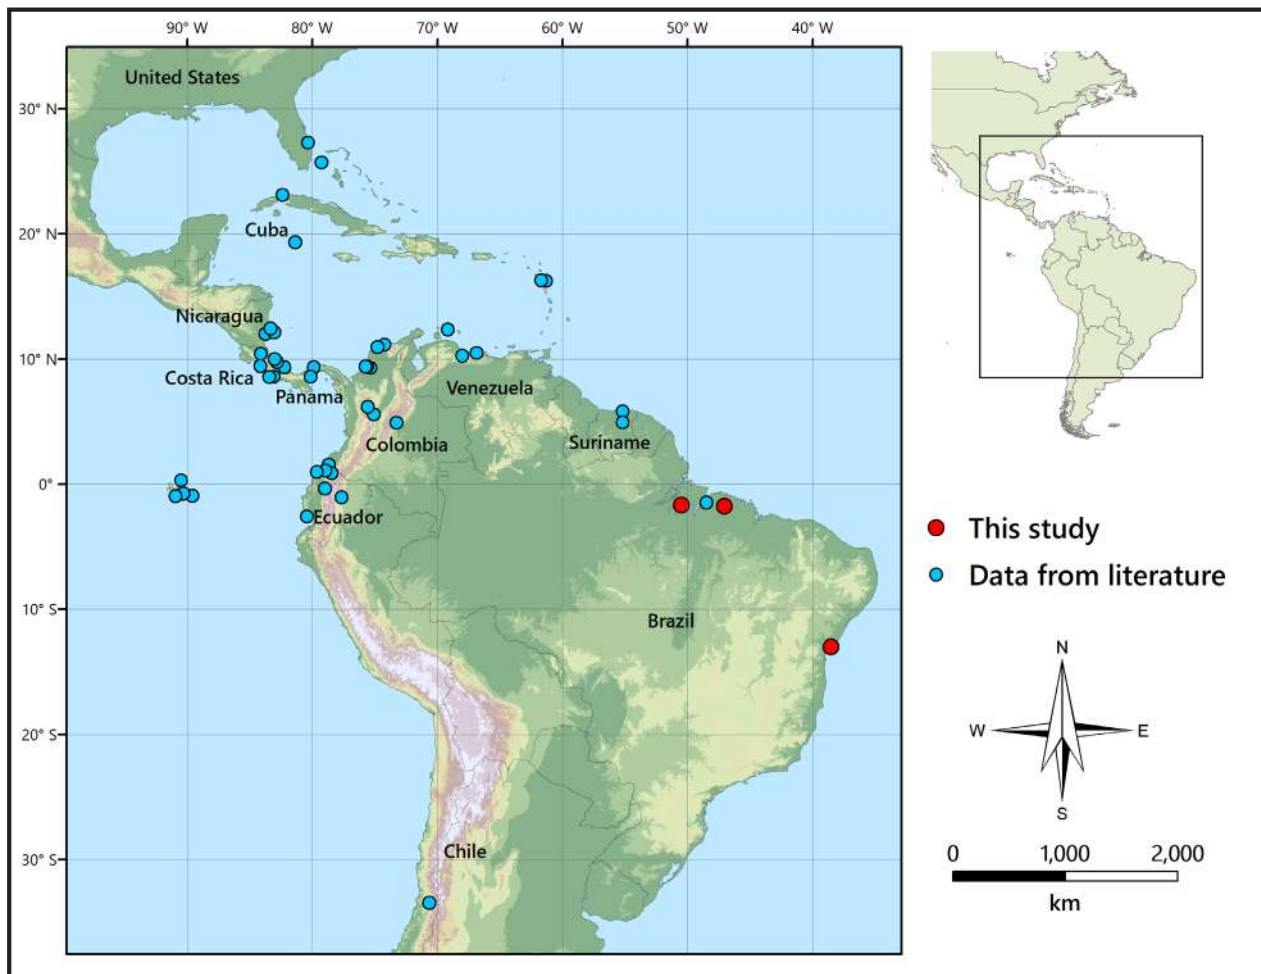 90° W 80° W 70° W 60° W 50° W 40° W
United States
30° N
20° N
Cuba
Nicaragua
10° N
Costa Rica
Panama
Venezuela
Colombia
Suriname
0°
Ecuador
This study
Data from literature
10° S
Brazil
N
W E
S
20° S
30° S
Chile
0 1,000 2,000
km